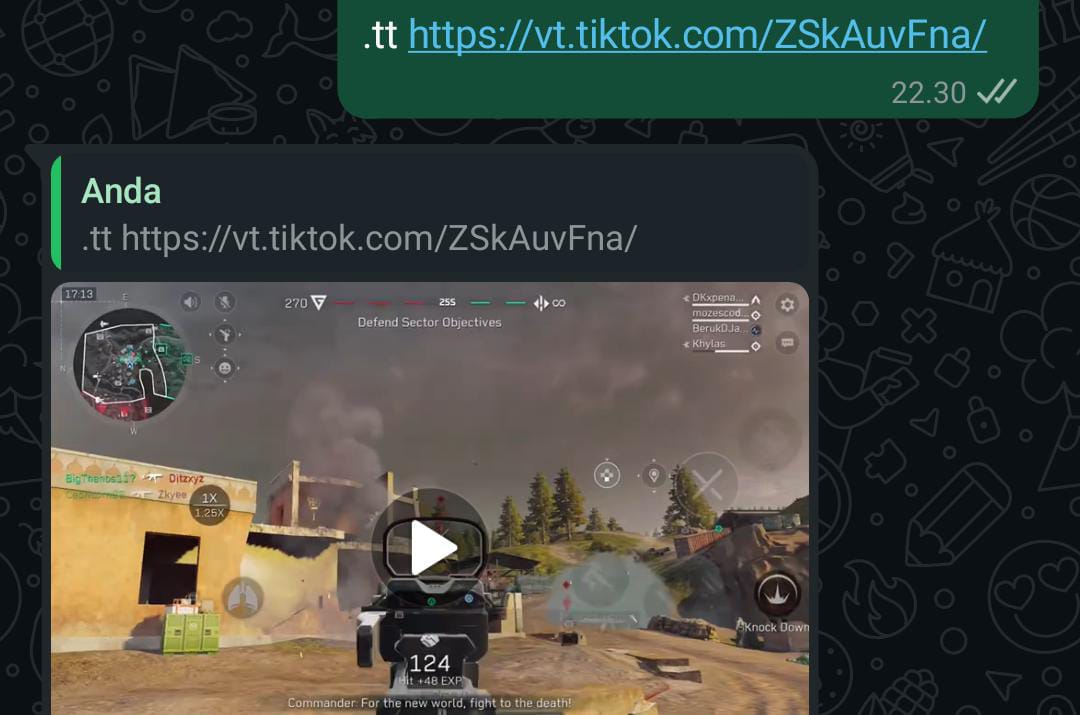 .tt https://vt.tiktok.com/ZSkAuvFna/
22.30
Anda
.tt https://vt.tiktok.com/ZSkAuvFna/
17:13
E
270 255 ∞
Defend Sector Objectives
DKxpena...
mozescod...
BerukDJa...
Khylas
N
S
W
BigThanos117 Ditzxyz
Zkyee
1X
1.25X
Knock Down
124
Hit +48 EXP
Commander: For the new world, fight to the death!